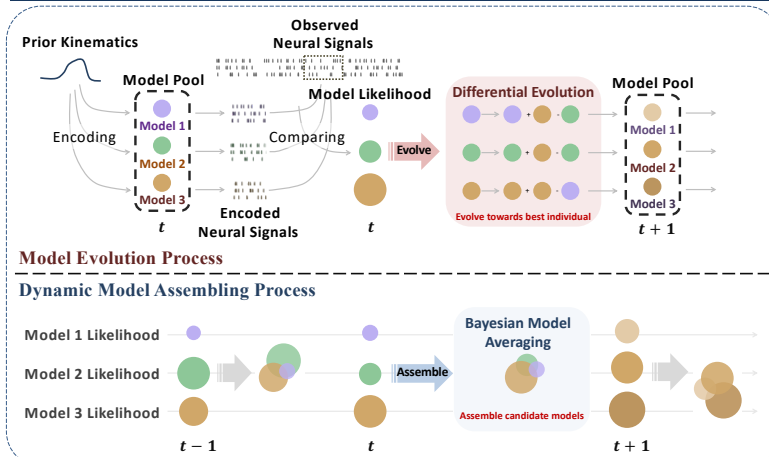 Prior Kinematics
Observed
Neural Signals
Model Pool
Model Likelihood
Differential Evolution
Model Pool
Encoding
Model 1
Model 2
Model 3
Comparing
Evolve
+ -
+ -
+ -
Model 1
Model 2
Model 3
Encoded
Neural Signals
Evolve towards best individual
t
t
t + 1
Model Evolution Process
Dynamic Model Assembling Process
Model 1 Likelihood
Model 2 Likelihood
Model 3 Likelihood
Assemble
Bayesian Model
Averaging
Assemble candidate models
t − 1
t
t + 1